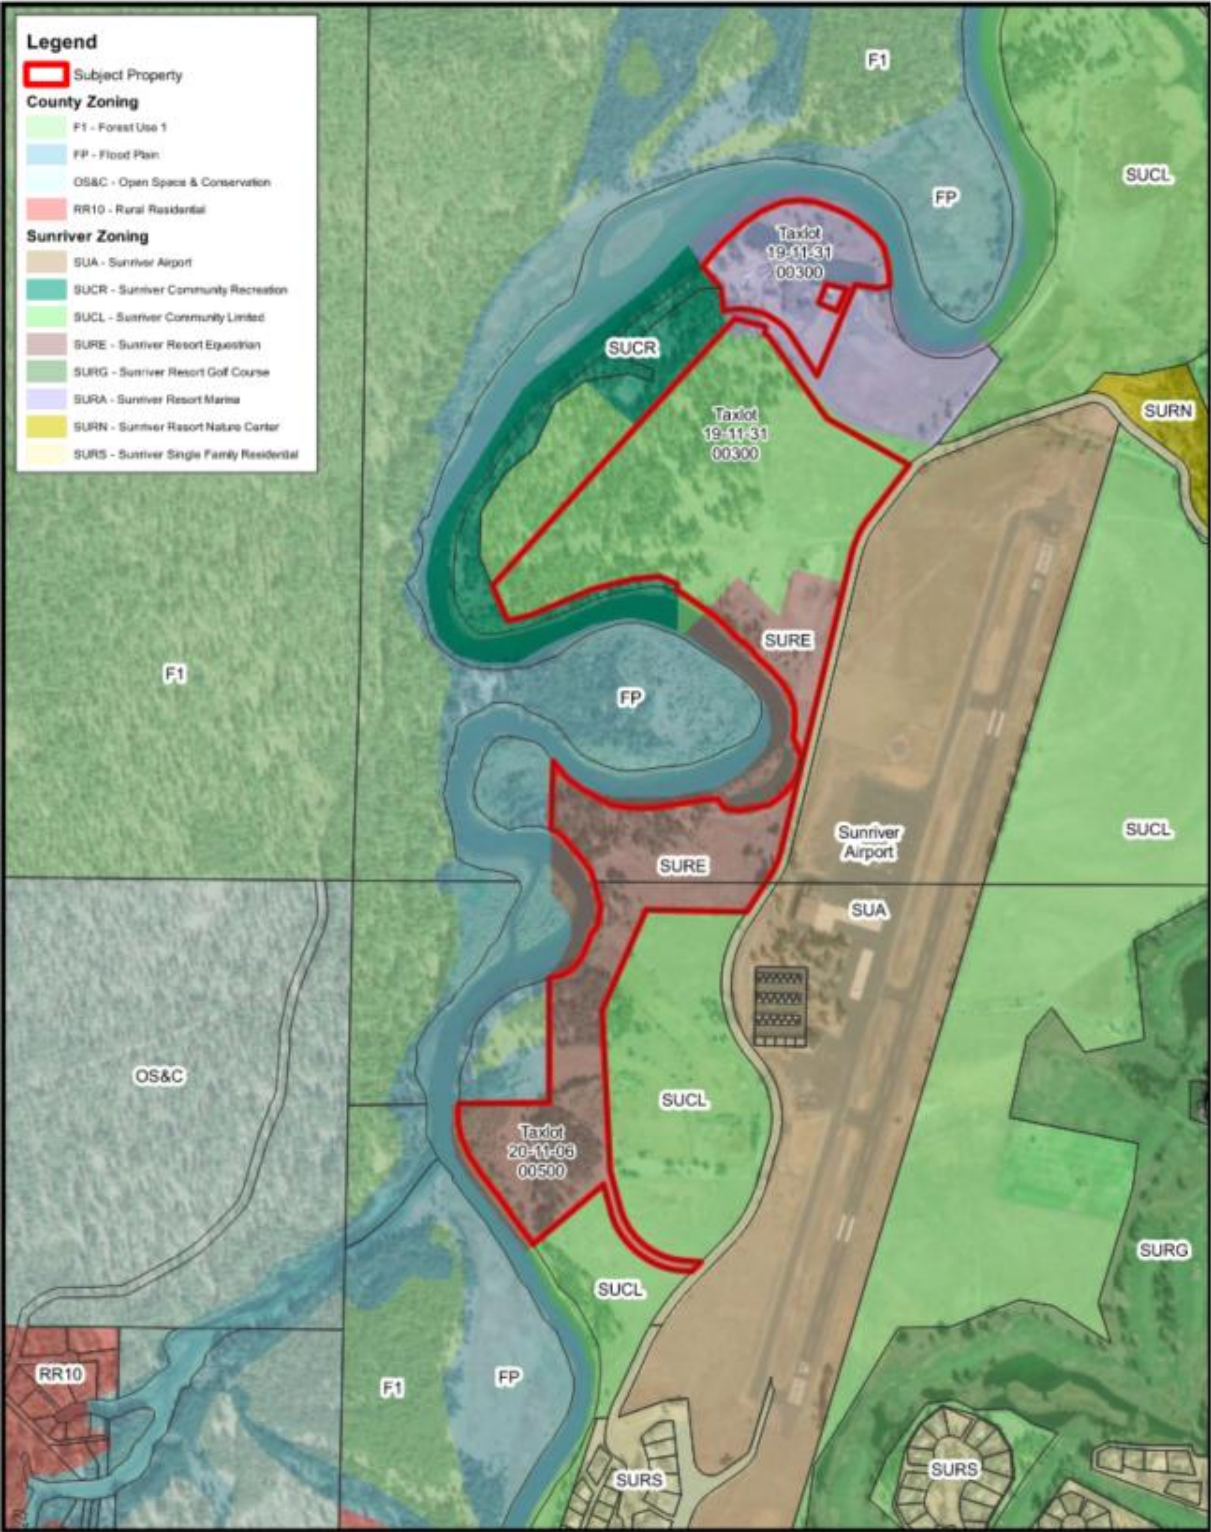 Legend
Subject Property
County Zoning
F1 - Forest Use 1
FP - Flood Plain
OS&C - Open Space & Conservation
RR10 - Rural Residential
Sunriver Zoning
SUA - Sunriver Airport
SUCR - Sunriver Community Recreation
SUCL - Sunriver Community Limited
SURE - Sunriver Resort Equestrian
SURG - Sunriver Resort Golf Course
SURA - Sunriver Resort Marina
SURN - Sunriver Resort Nature Center
SURS - Sunriver Single Family Residential
F1
SUCL
FP
Taxlot
19-11-31
00300
SUCR
Taxlot
19-11-31
00300
SURN
SURE
F1
FP
Sunriver
Airport
SUCL
SURE
SUA
OS&C
SUCL
Taxlot
20-11-06
00500
SURG
SUCL
RR10
F1
FP
SURS
SURS